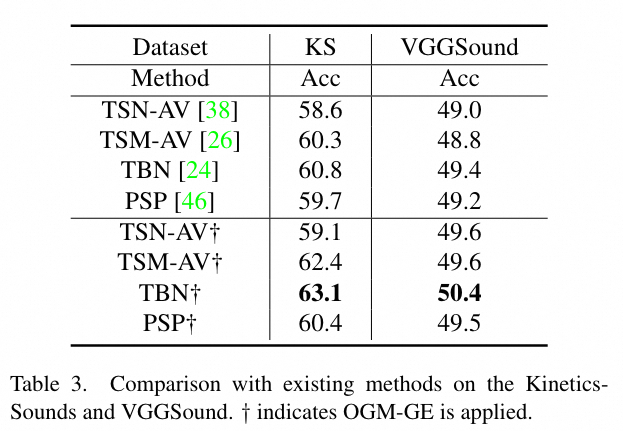 Dataset KS VGGSound
Method Acc Acc
TSN-AV [38] 58.6 49.0
TSM-AV [26] 60.3 48.8
TBN [24] 60.8 49.4
PSP [46] 59.7 49.2
TSN-AV† 59.1 49.6
TSM-AV† 62.4 49.6
TBN† 63.1 50.4
PSP† 60.4 49.5
Table 3. Comparison with existing methods on the Kinetics-
Sounds and VGGSound. † indicates OGM-GE is applied.